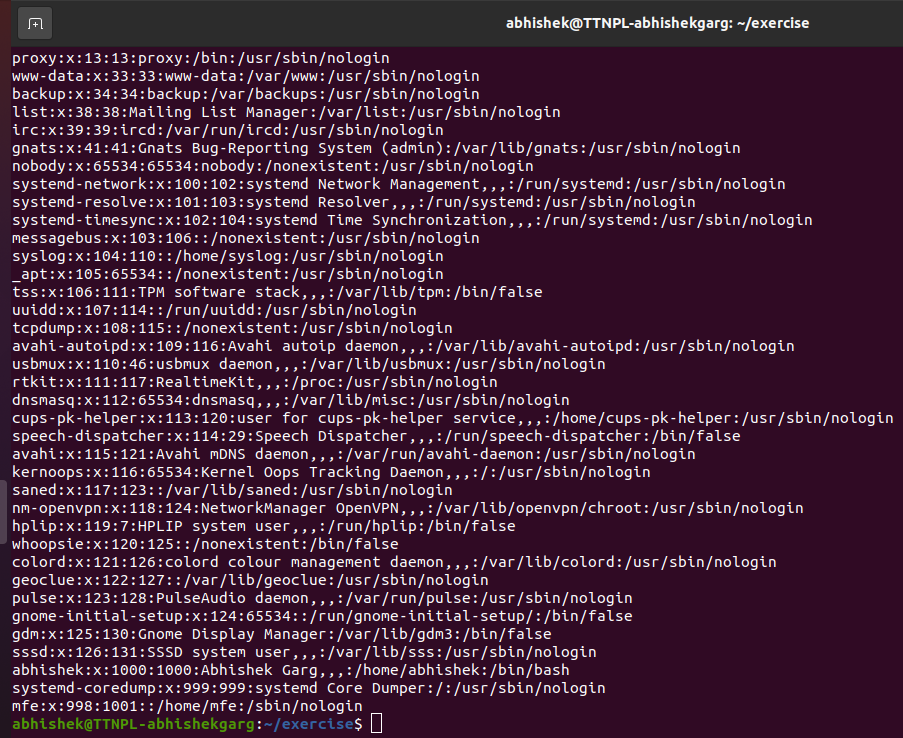 abhishek@TTNPL-abhishekgarg: ~/exercise
proxy:x:13:13:proxy:/bin:/usr/sbin/nologin
www-data:x:33:33:www-data:/var/www:/usr/sbin/nologin
backup:x:34:34:backup:/var/backups:/usr/sbin/nologin
list:x:38:38:Mailing List Manager:/var/list:/usr/sbin/nologin
irc:x:39:39:ircd:/var/run/ircd:/usr/sbin/nologin
gnats:x:41:41:Gnats Bug-Reporting System (admin):/var/lib/gnats:/usr/sbin/nologin
nobody:x:65534:65534:nobody:/nonexistent:/usr/sbin/nologin
systemd-network:x:100:102:systemd Network Management,,,:/run/systemd:/usr/sbin/nologin
systemd-resolve:x:101:103:systemd Resolver,,,:/run/systemd:/usr/sbin/nologin
systemd-timesync:x:102:104:systemd Time Synchronization,,,:/run/systemd:/usr/sbin/nologin
messagebus:x:103:106::/nonexistent:/usr/sbin/nologin
syslog:x:104:110::/home/syslog:/usr/sbin/nologin
_apt:x:105:65534::/nonexistent:/usr/sbin/nologin
tss:x:106:111:TPM software stack,,,:/var/lib/tpm:/bin/false
uuidd:x:107:114::/run/uuidd:/usr/sbin/nologin
tcpdump:x:108:115::/nonexistent:/usr/sbin/nologin
avahi-autoipd:x:109:116:Avahi autoip daemon,,,:/var/lib/avahi-autoipd:/usr/sbin/nologin
usbmux:x:110:46:usbmux daemon,,,:/var/lib/usbmux:/usr/sbin/nologin
rtkit:x:111:117:RealtimeKit,,,:/proc:/usr/sbin/nologin
dnsmasq:x:112:65534:dnsmasq,,,:/var/lib/misc:/usr/sbin/nologin
cups-pk-helper:x:113:120:user for cups-pk-helper service,,,:/home/cups-pk-helper:/usr/sbin/nologin
speech-dispatcher:x:114:29:Speech Dispatcher,,,:/run/speech-dispatcher:/bin/false
avahi:x:115:121:Avahi mDNS daemon,,,:/var/run/avahi-daemon:/usr/sbin/nologin
kernoops:x:116:65534:Kernel Oops Tracking Daemon,,,:/:/usr/sbin/nologin
saned:x:117:123::/var/lib/saned:/usr/sbin/nologin
nm-openvpn:x:118:124:NetworkManager OpenVPN,,,:/var/lib/openvpn/chroot:/usr/sbin/nologin
hplip:x:119:7:HPLIP system user,,,:/run/hplip:/bin/false
whoopsie:x:120:125::/nonexistent:/bin/false
colord:x:121:126:colord colour management daemon,,,:/var/lib/colord:/usr/sbin/nologin
geoclue:x:122:127::/var/lib/geoclue:/usr/sbin/nologin
pulse:x:123:128:PulseAudio daemon,,,:/var/run/pulse:/usr/sbin/nologin
gnome-initial-setup:x:124:65534::/run/gnome-initial-setup/:/bin/false
gdm:x:125:130:Gnome Display Manager:/var/lib/gdm3:/bin/false
sssd:x:126:131:SSSD system user,,,:/var/lib/sss:/usr/sbin/nologin
abhishek:x:1000:1000:Abhishek Garg,,,:/home/abhishek:/bin/bash
systemd-coredump:x:999:999:systemd Core Dumper:/:/usr/sbin/nologin
mfe:x:998:1001::/home/mfe:/sbin/nologin
abhishek@TTNPL-abhishekgarg:~/exercise$